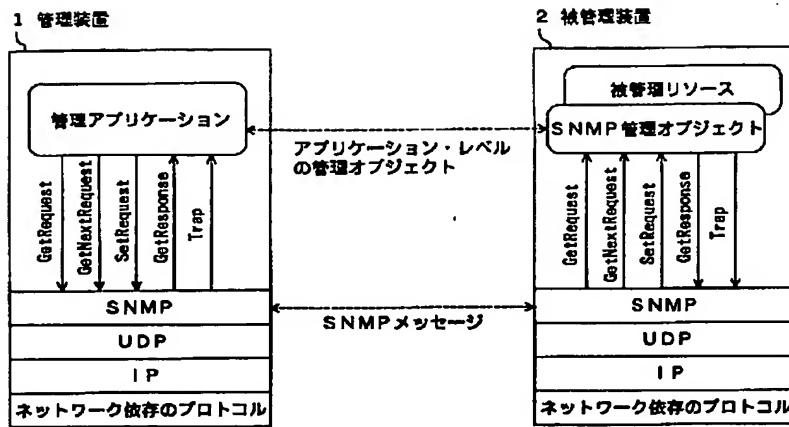 1 管理装置
管理アプリケーション
GetRequest
GetNextRequest
SetRequest
GetResponse
Trap
SNMP
UDP
IP
ネットワーク依存のプロトコル
アプリケーション・レベル
の管理オブジェクト
SNMPメッセージ
2 被管理装置
被管理リソース
SNMP管理オブジェクト
GetRequest
GetNextRequest
SetRequest
GetResponse
Trap
SNMP
UDP
IP
ネットワーク依存のプロトコル